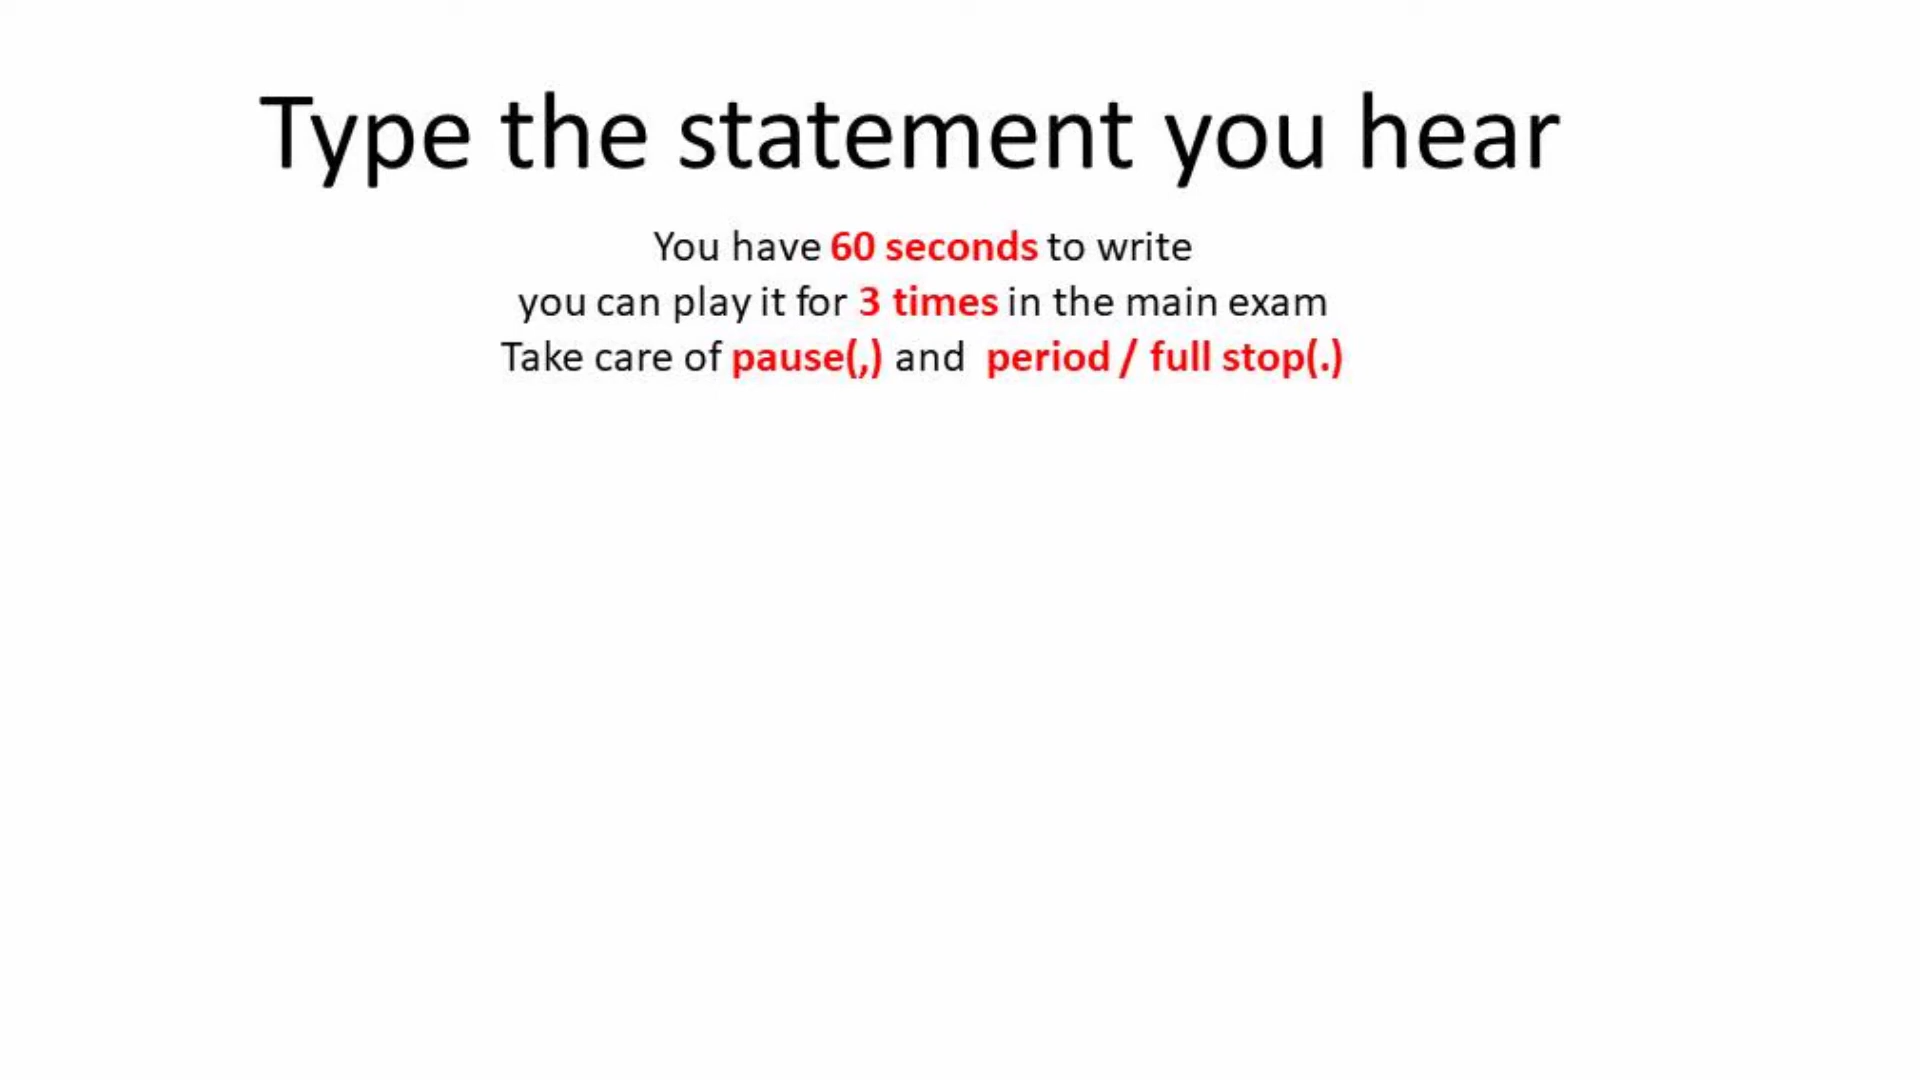 Type the statement you hear
You have 60 seconds to write
you can play it for 3 times in the main exam
Take care of pause(,) and period / full stop(.)